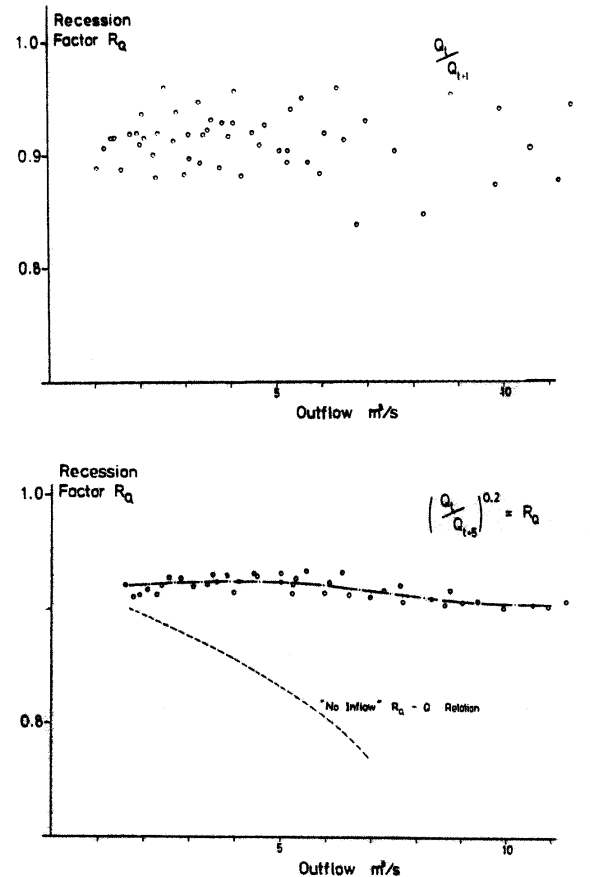 Recession
Factor R_Q
1.0
Q_t / Q_t+1
0.9
0.8
5
10
Outflow m³/s
Recession
Factor R_Q
1.0
(Q_t / Q_t+5)^0.2 = R_Q
0.8
"No Inflow" R_Q - Q Relation
5
10
Outflow m³/s